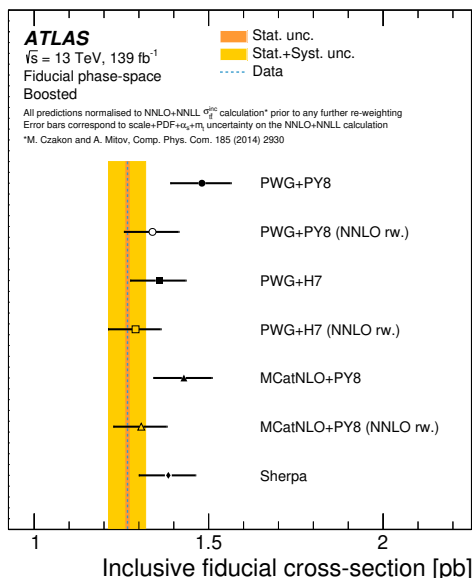 ATLAS
√s = 13 TeV, 139 fb⁻¹
Fiducial phase-space
Boosted
Stat. unc.
Stat.+Syst. unc.
Data
All predictions normalised to NNLO+NNLL σ_tt̄^inc calculation* prior to any further re-weighting
Error bars correspond to scale+PDF+α_s+m_t uncertainty on the NNLO+NNLL calculation
*M. Czakon and A. Mitov, Comp. Phys. Com. 185 (2014) 2930
PWG+PY8
PWG+PY8 (NNLO rw.)
PWG+H7
PWG+H7 (NNLO rw.)
MCatNLO+PY8
MCatNLO+PY8 (NNLO rw.)
Sherpa
1 1.5 2
Inclusive fiducial cross-section [pb]